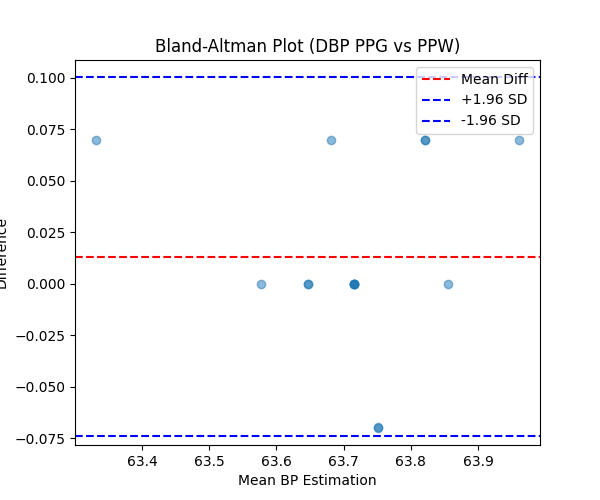 Bland-Altman Plot (DBP PPG vs PPW)
0.100
0.075
0.050
0.025
0.000
−0.025
−0.050
−0.075
Difference
63.4 63.5 63.6 63.7 63.8 63.9
Mean BP Estimation
Mean Diff
+1.96 SD
-1.96 SD